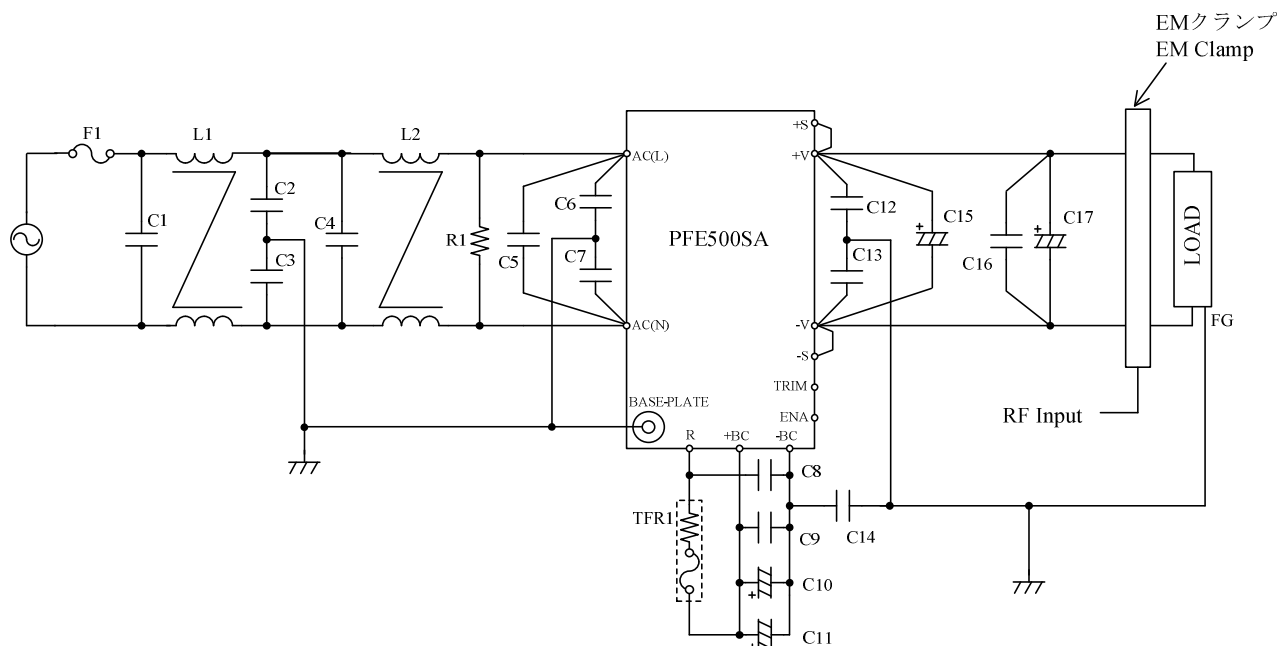 EMクランプ
EM Clamp
F1
L1
L2
C1
C2
C3
C4
R1
C5
C6
C7
AC(L)
AC(N)
PFE500SA
BASE-PLATE
R
+BC
-BC
+S
+V
-V
-S
TRIM
ENA
C12
C13
+
C15
C16
+
C17
LOAD
FG
RF Input
C8
TFR1
C9
C14
+
C10
+
C11